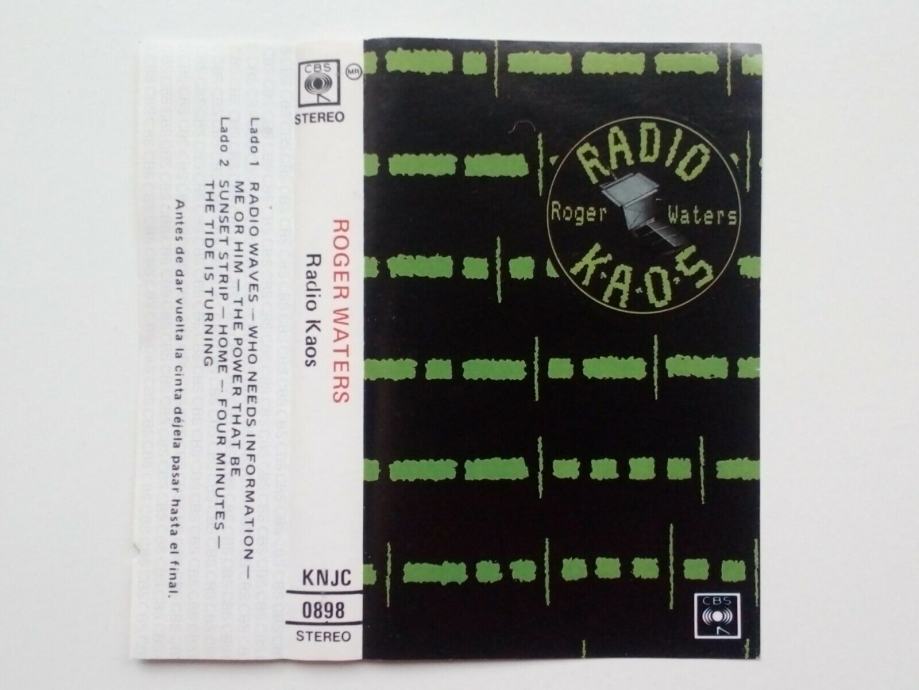 CBS
MR
STEREO
ROGER WATERS
Radio Kaos
KNJC
0898
STEREO
Lado 1 RADIO WAVES — WHO NEEDS INFORMATION —
ME OR HIM — THE POWER THAT BE
Lado 2 SUNSET STRIP — HOME — FOUR MINUTES —
THE TIDE IS TURNING
Antes de dar vuelta la cinta déjela pasar hasta el final.
RADIO
Roger Waters
K·A·O·S
CBS